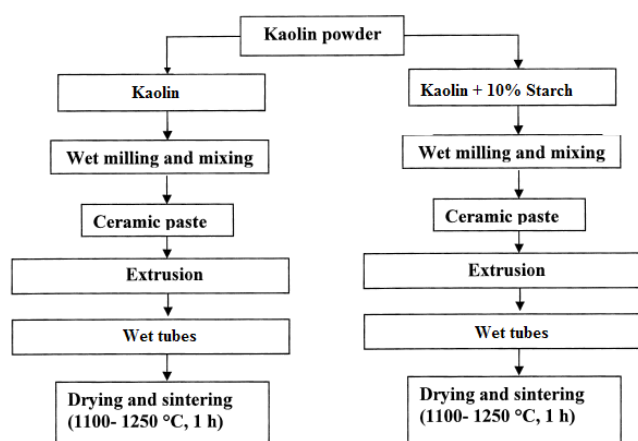 Kaolin powder
Kaolin
Wet milling and mixing
Ceramic paste
Extrusion
Wet tubes
Drying and sintering
(1100- 1250 °C, 1 h)
Kaolin + 10% Starch
Wet milling and mixing
Ceramic paste
Extrusion
Wet tubes
Drying and sintering
(1100- 1250 °C, 1 h)